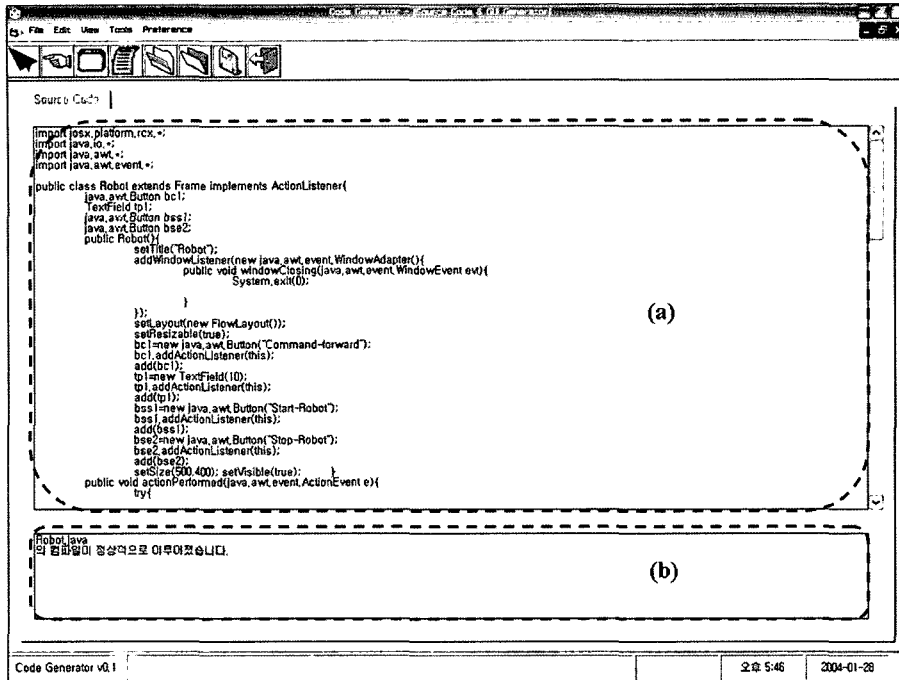 Code Generator - [Source Code & GUI Generator]
File Edit View Tools Preference
Source Code
import josx.platform.rcx.*;
import java.io.*;
import java.awt.*;
import java.awt.event.*;
public class Robot extends Frame implements ActionListener{
java.awt.Button bc1;
TextField tp1;
java.awt.Button bss1;
java.awt.Button bse2;
public Robot(){
setTitle("Robot");
addWindowListener(new java.awt.event.WindowAdapter(){
public void windowClosing(java.awt.event.WindowEvent evt){
System.exit(0);
}
});
setLayout(new FlowLayout());
setResizable(true);
bc1=new java.awt.Button("Command-forward");
bc1.addActionListener(this);
add(bc1);
tp1=new TextField(10);
tp1.addActionListener(this);
add(tp1);
bss1=new java.awt.Button("Start-Robot");
bss1.addActionListener(this);
add(bss1);
bse2=new java.awt.Button("Stop-Robot");
bse2.addActionListener(this);
add(bse2);
setSize(500,400); setVisible(true); }
public void actionPerformed(java.awt.event.ActionEvent e){
try{
(a)
Robot.java
의 컴파일이 정상적으로 이루어졌습니다.
(b)
Code Generator v0.1 오후 5:46 2004-01-28